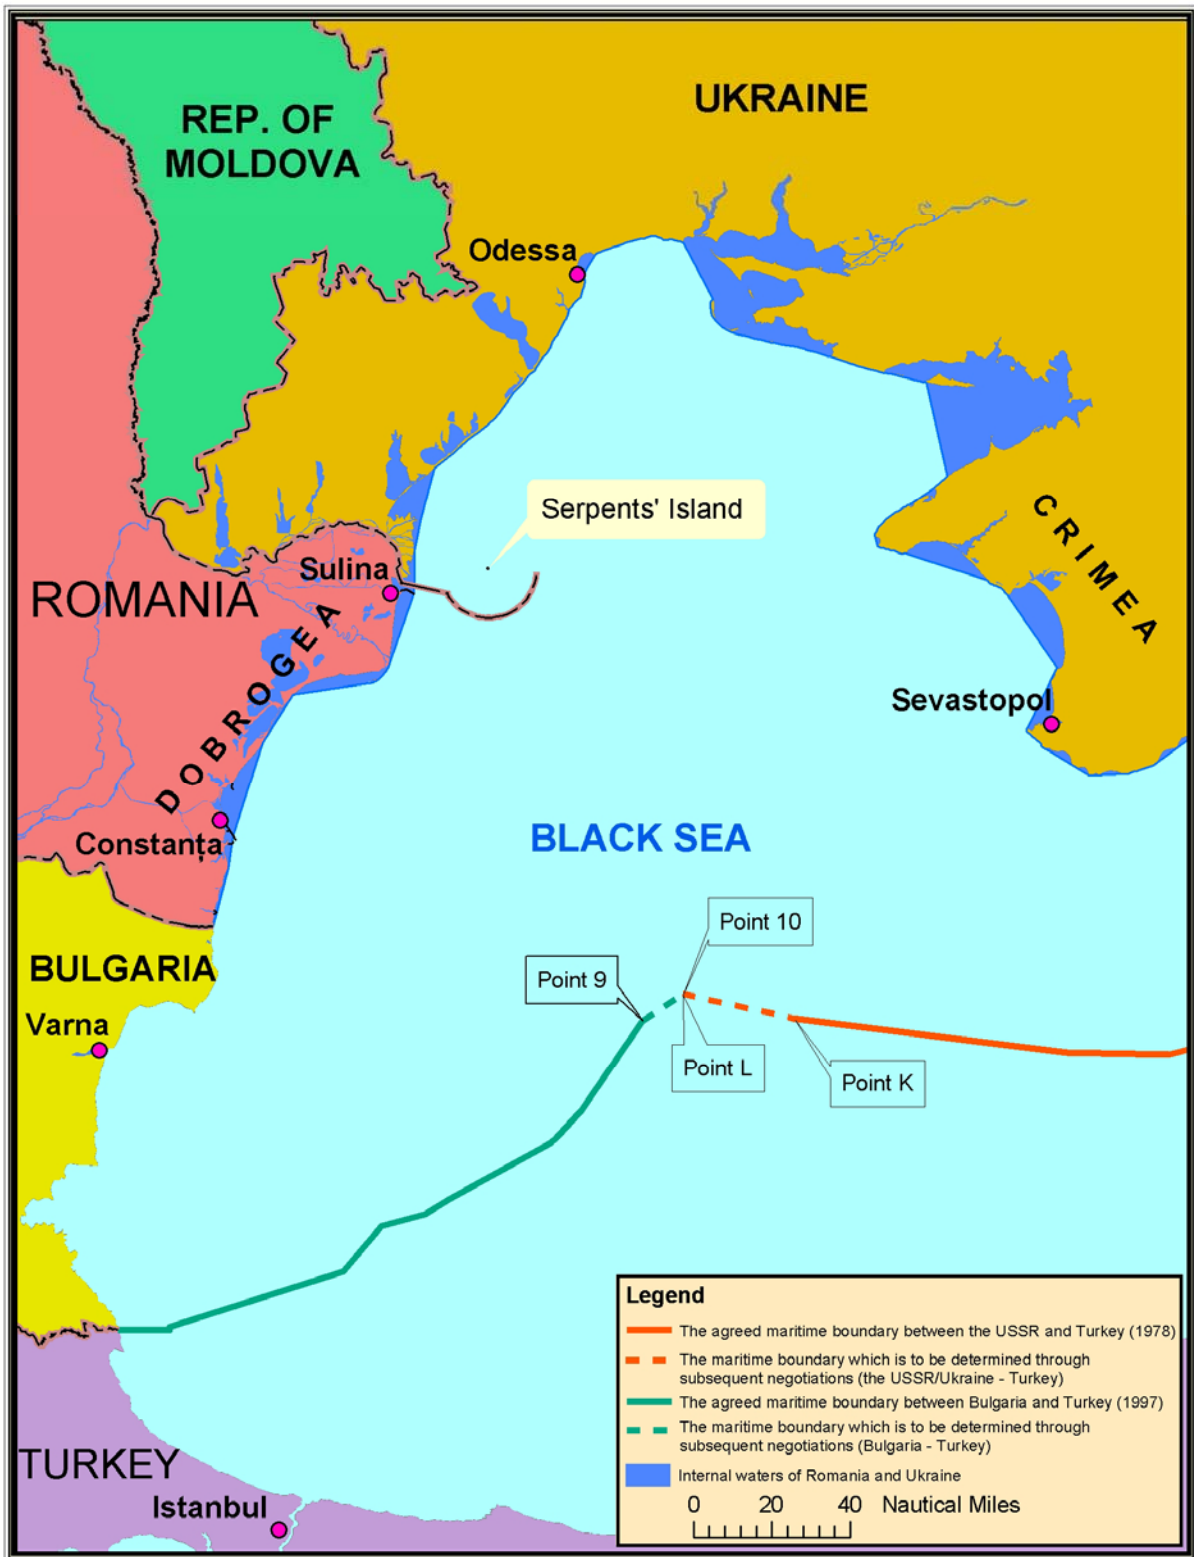 UKRAINE
REP. OF
MOLDOVA
Odessa
Serpents' Island
CRIMEA
Sulina
ROMANIA
DOBROGEA
Sevastopol
Constanţa
BLACK SEA
Point 10
BULGARIA
Point 9
Varna
Point L
Point K
Legend
The agreed maritime boundary between the USSR and Turkey (1978)
The maritime boundary which is to be determined through
subsequent negotiations (the USSR/Ukraine - Turkey)
The agreed maritime boundary between Bulgaria and Turkey (1997)
The maritime boundary which is to be determined through
subsequent negotiations (Bulgaria - Turkey)
Internal waters of Romania and Ukraine
0 20 40 Nautical Miles
TURKEY
Istanbul